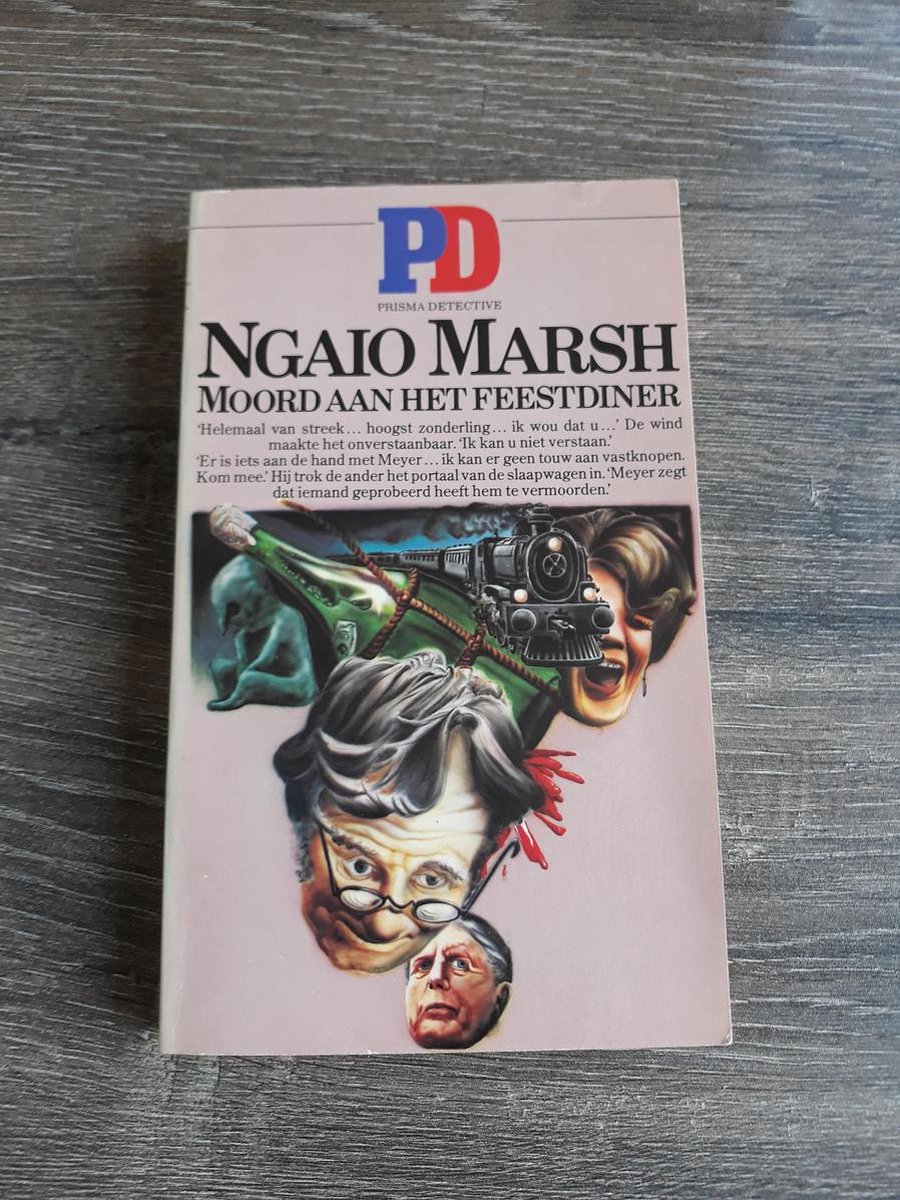 PD
PRISMA DETECTIVE
NGAIO MARSH
MOORD AAN HET FEESTDINER
‘Helemaal van streek... hoogst zonderling... ik wou dat u...’ De wind
maakte het onverstaanbaar. ‘Ik kan u niet verstaan.’
‘Er is iets aan de hand met Meyer... ik kan er geen touw aan vastknopen.
Kom mee.’ Hij trok de ander het portaal van de slaapwagen in. ‘Meyer zegt
dat iemand geprobeerd heeft hem te vermoorden.’